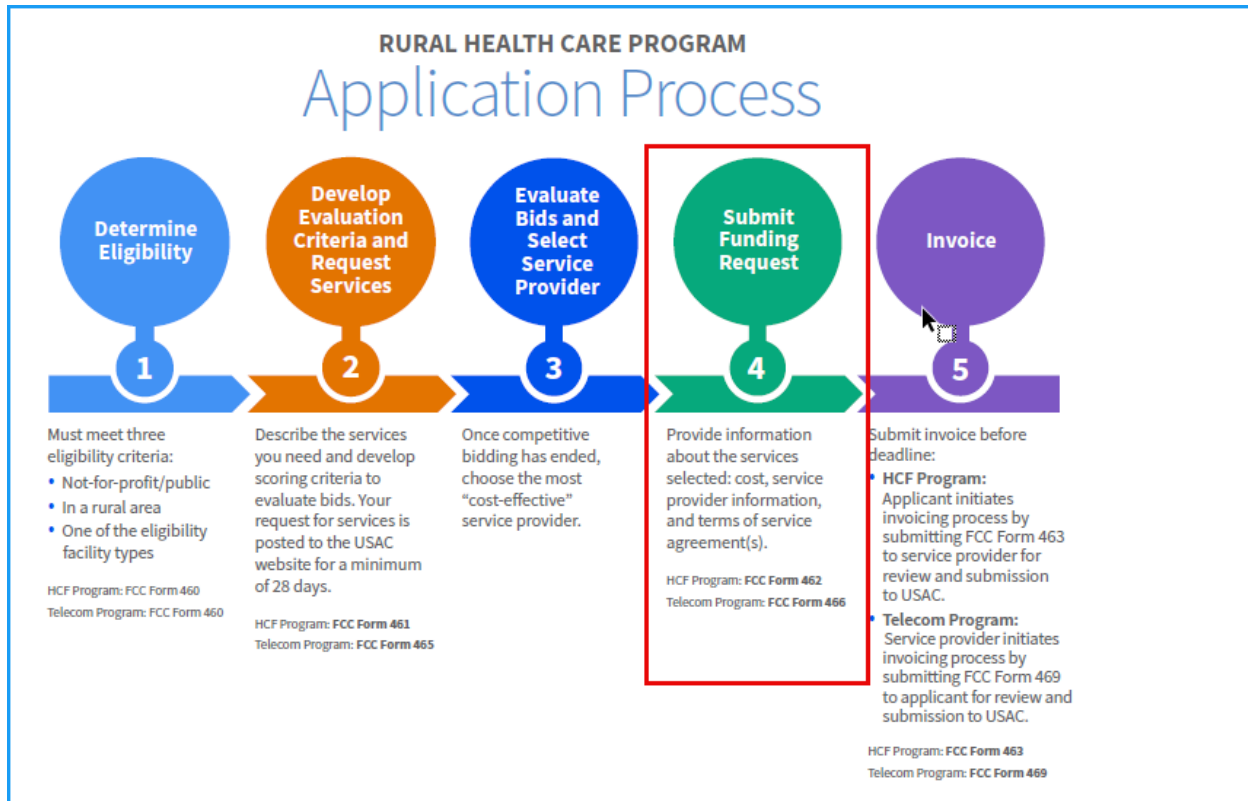 RURAL HEALTH CARE PROGRAM
Application Process
Determine
Eligibility
1
Must meet three
eligibility criteria:
• Not-for-profit/public
• In a rural area
• One of the eligibility
facility types
HCF Program: FCC Form 460
Telecom Program: FCC Form 460
Develop
Evaluation
Criteria and
Request
Services
2
Describe the services
you need and develop
scoring criteria to
evaluate bids. Your
request for services is
posted to the USAC
website for a minimum
of 28 days.
HCF Program: FCC Form 461
Telecom Program: FCC Form 465
Evaluate
Bids and
Select
Service
Provider
3
Once competitive
bidding has ended,
choose the most
“cost-effective”
service provider.
Submit
Funding
Request
4
Provide information
about the services
selected: cost, service
provider information,
and terms of service
agreement(s).
HCF Program: FCC Form 462
Telecom Program: FCC Form 466
Invoice
5
Submit invoice before
deadline:
• HCF Program:
Applicant initiates
invoicing process by
submitting FCC Form 463
to service provider for
review and submission
to USAC.
• Telecom Program:
Service provider initiates
invoicing process by
submitting FCC Form 469
to applicant for review and
submission to USAC.
HCF Program: FCC Form 463
Telecom Program: FCC Form 469